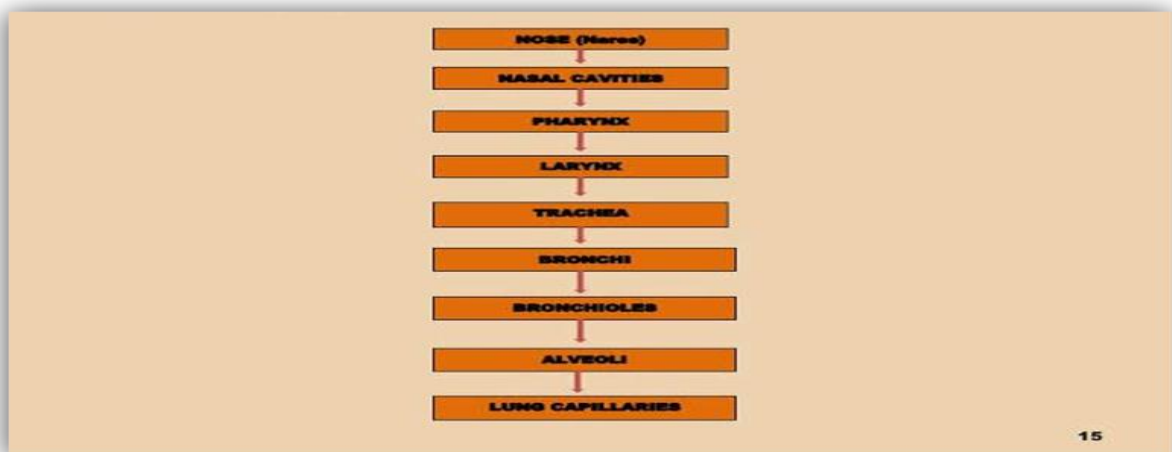 NOSE (Nares)
NASAL CAVITIES
PHARYNX
LARYNX
TRACHEA
BRONCHI
BRONCHIOLES
ALVEOLI
LUNG CAPILLARIES
15